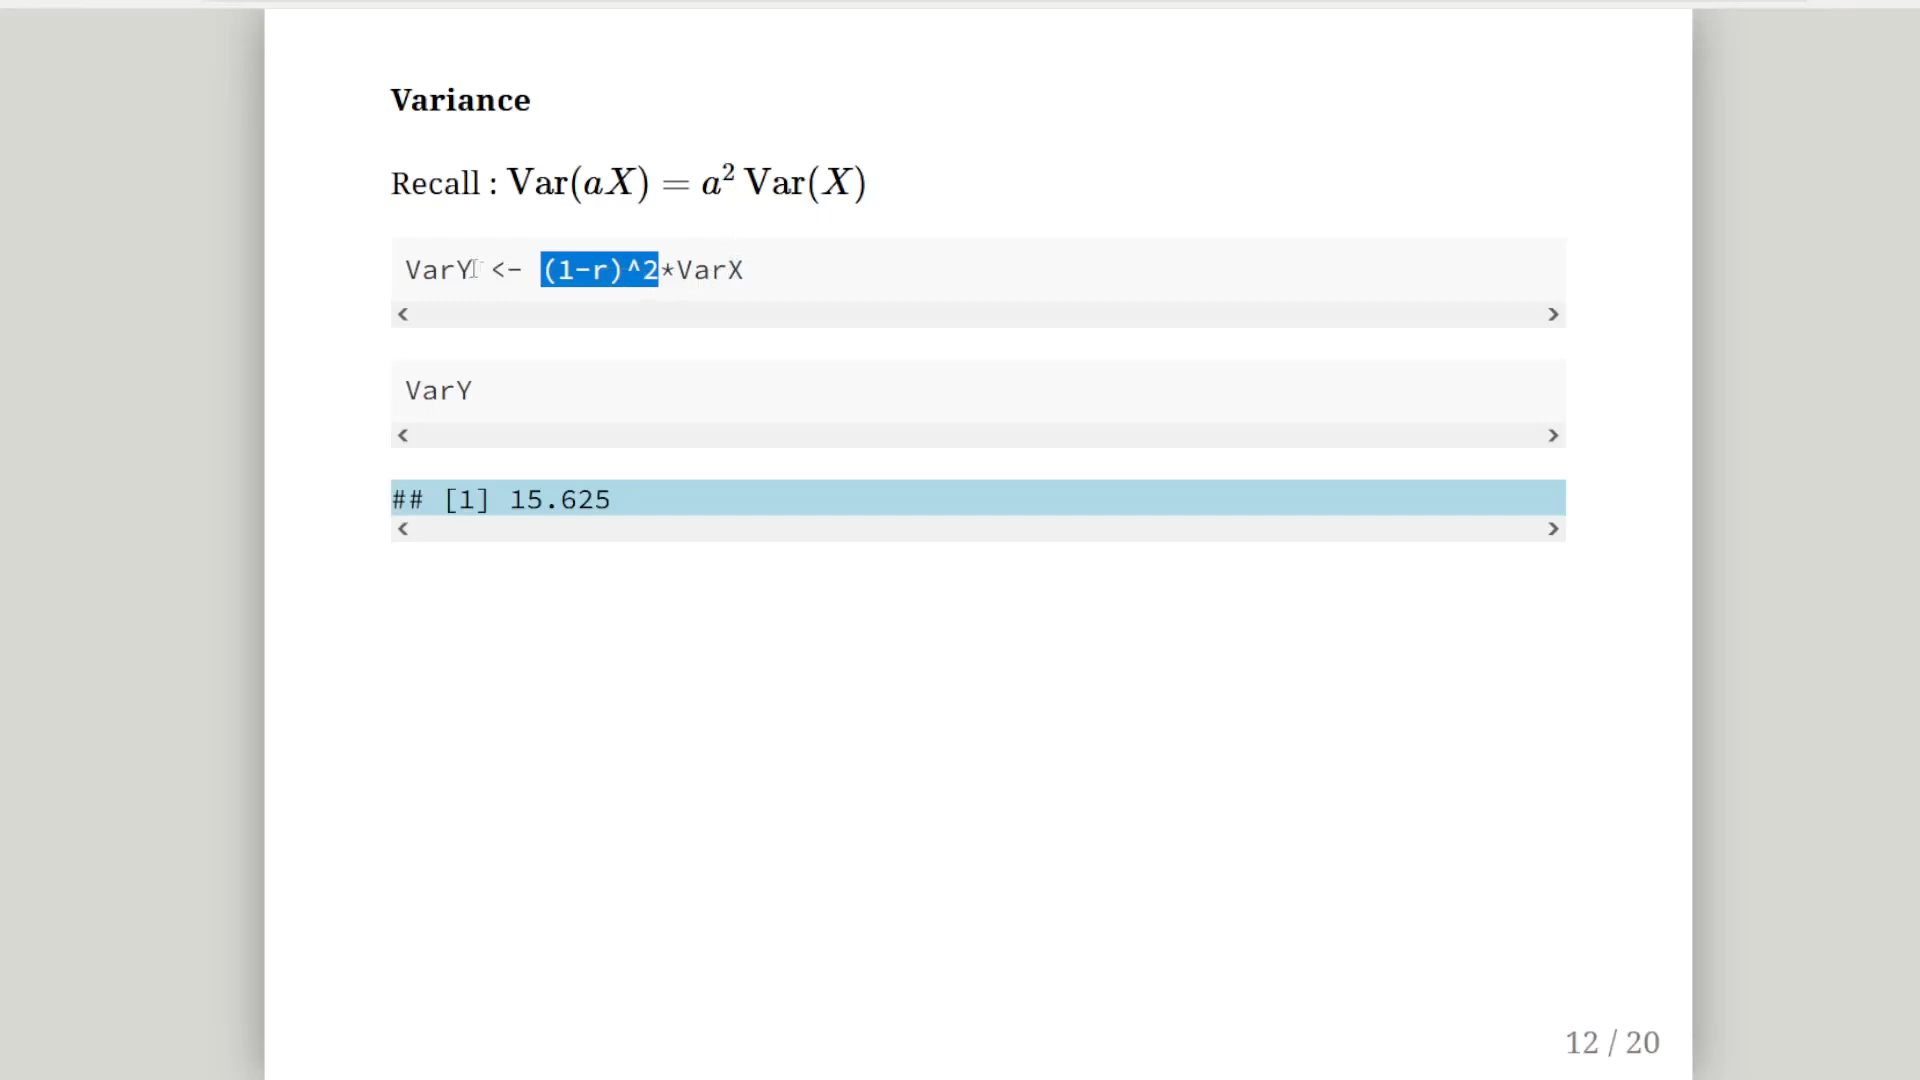 Variance
Recall : Var(aX) = a² Var(X)
VarY <- (1-r)^2*VarX
VarY
## [1] 15.625
12 / 20